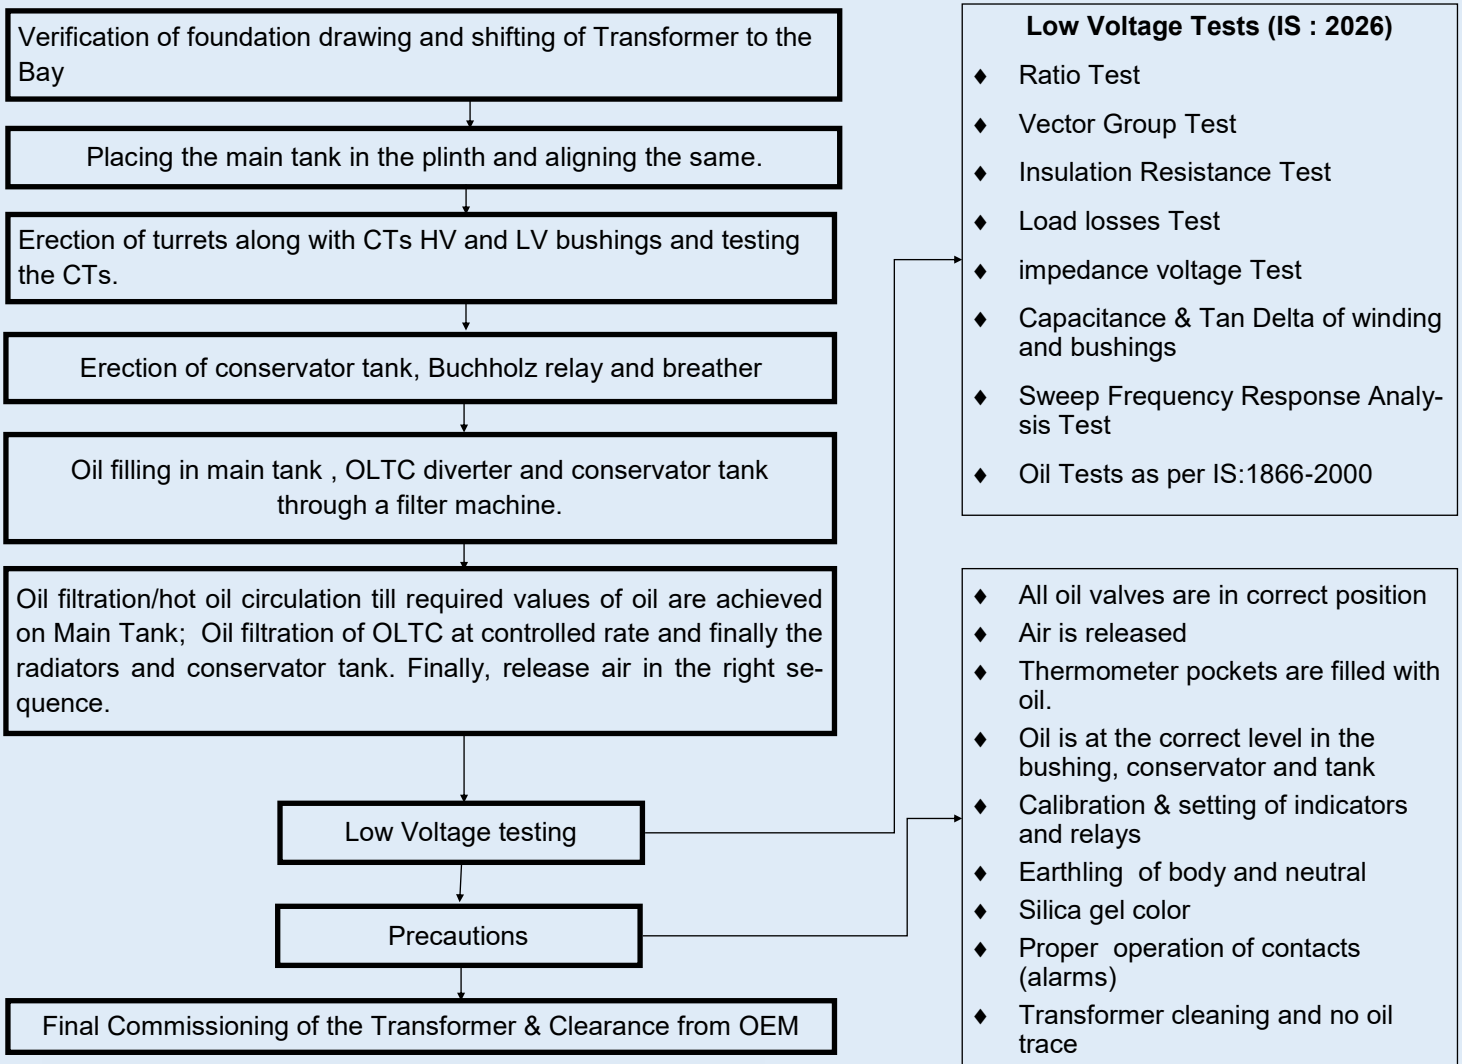 Verification of foundation drawing and shifting of Transformer to the
Bay
Placing the main tank in the plinth and aligning the same.
Erection of turrets along with CTs HV and LV bushings and testing
the CTs.
Erection of conservator tank, Buchholz relay and breather
Oil filling in main tank , OLTC diverter and conservator tank
through a filter machine.
Oil filtration/hot oil circulation till required values of oil are achieved
on Main Tank; Oil filtration of OLTC at controlled rate and finally the
radiators and conservator tank. Finally, release air in the right se-
quence.
Low Voltage testing
Precautions
Final Commissioning of the Transformer & Clearance from OEM
Low Voltage Tests (IS : 2026)
♦ Ratio Test
♦ Vector Group Test
♦ Insulation Resistance Test
♦ Load losses Test
♦ impedance voltage Test
♦ Capacitance & Tan Delta of winding
and bushings
♦ Sweep Frequency Response Analy-
sis Test
♦ Oil Tests as per IS:1866-2000
♦ All oil valves are in correct position
♦ Air is released
♦ Thermometer pockets are filled with
oil.
♦ Oil is at the correct level in the
bushing, conservator and tank
♦ Calibration & setting of indicators
and relays
♦ Earthling of body and neutral
♦ Silica gel color
♦ Proper operation of contacts
(alarms)
♦ Transformer cleaning and no oil
trace